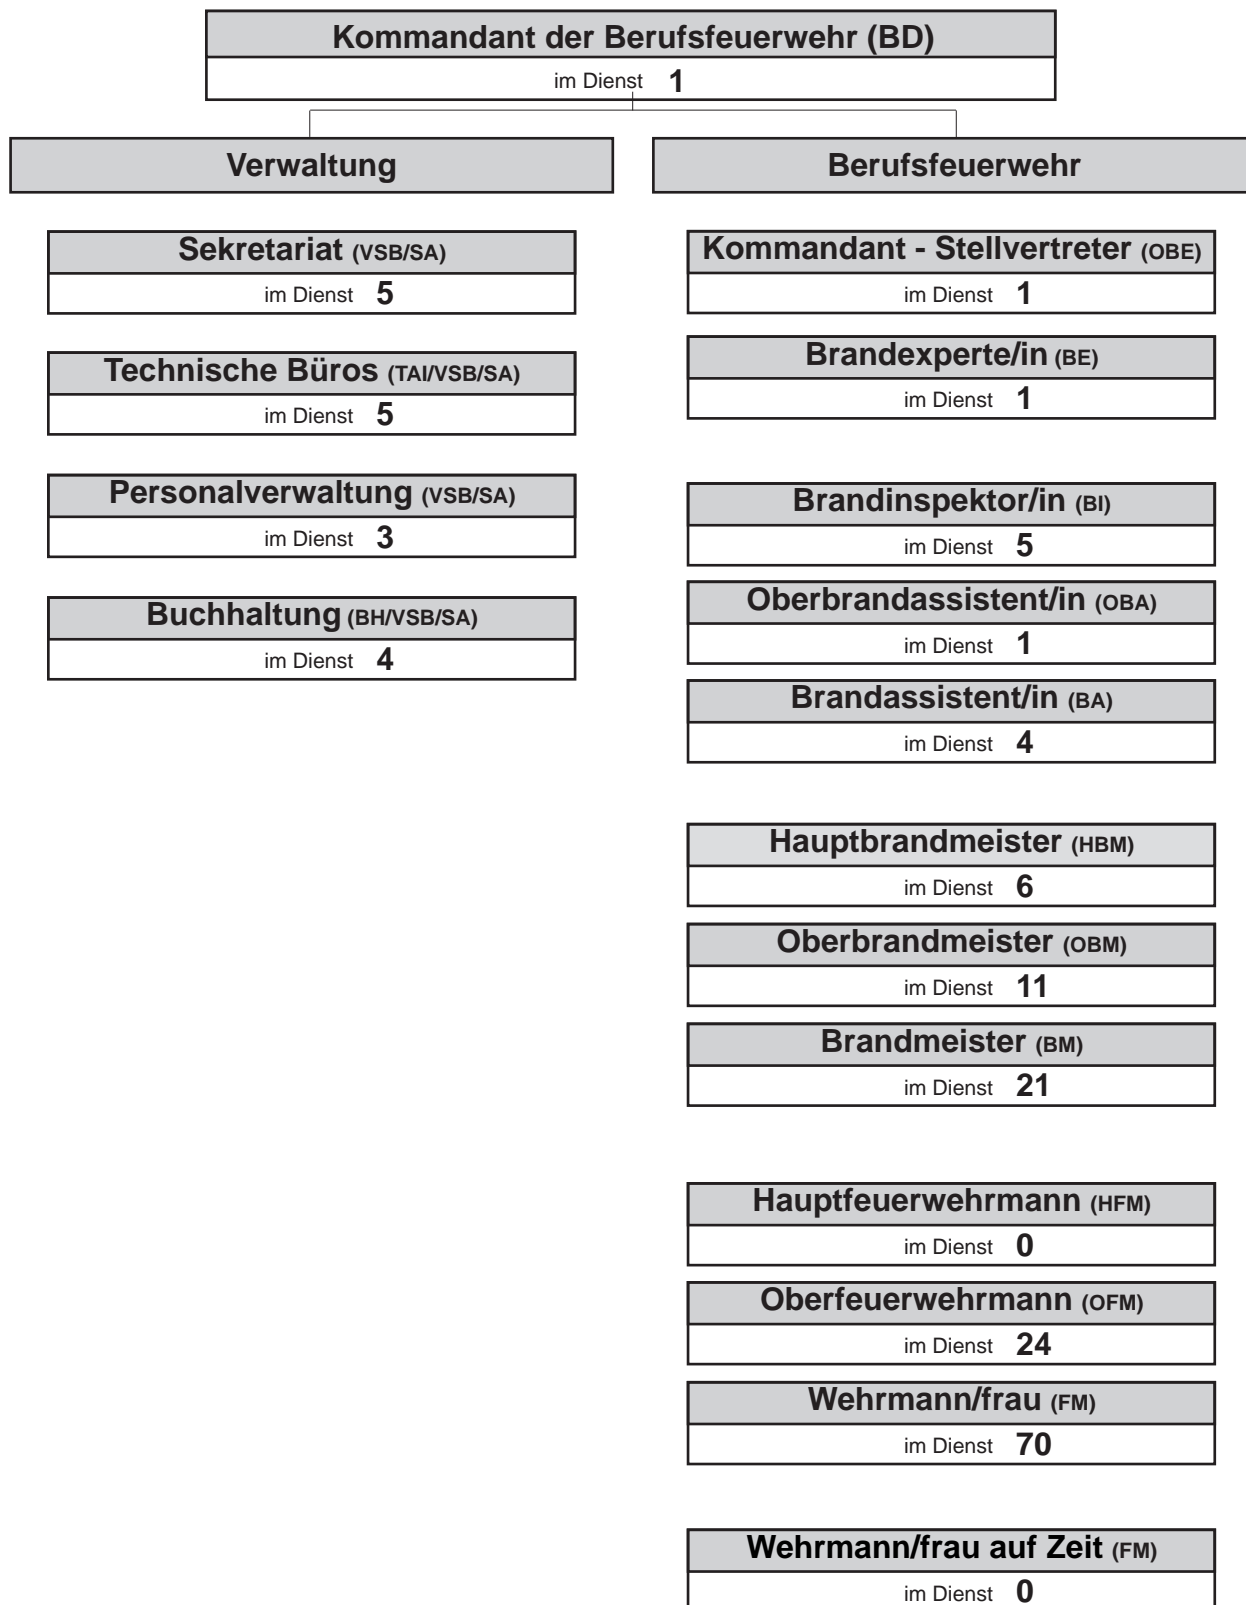 Kommandant der Berufsfeuerwehr (BD)
im Dienst 1
Verwaltung
Sekretariat (VSB/SA)
im Dienst 5
Technische Büros (TAI/VSB/SA)
im Dienst 5
Personalverwaltung (VSB/SA)
im Dienst 3
Buchhaltung (BH/VSB/SA)
im Dienst 4
Berufsfeuerwehr
Kommandant - Stellvertreter (OBE)
im Dienst 1
Brandexperte/in (BE)
im Dienst 1
Brandinspektor/in (BI)
im Dienst 5
Oberbrandassistent/in (OBA)
im Dienst 1
Brandassistent/in (BA)
im Dienst 4
Hauptbrandmeister (HBM)
im Dienst 6
Oberbrandmeister (OBM)
im Dienst 11
Brandmeister (BM)
im Dienst 21
Hauptfeuerwehrmann (HFM)
im Dienst 0
Oberfeuerwehrmann (OFM)
im Dienst 24
Wehrmann/frau (FM)
im Dienst 70
Wehrmann/frau auf Zeit (FM)
im Dienst 0